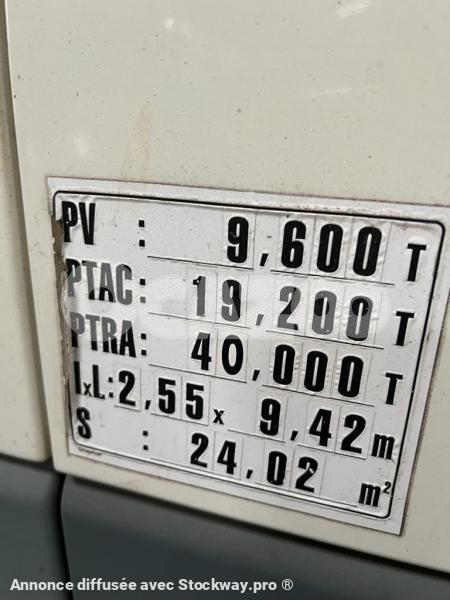 PV : 9,600 T
PTAC: 19,200 T
PTRA: 40,000 T
lxL:2,55 x 9,42 m
S : 24,02 m²
Annonce diffusée avec Stockway.pro ®